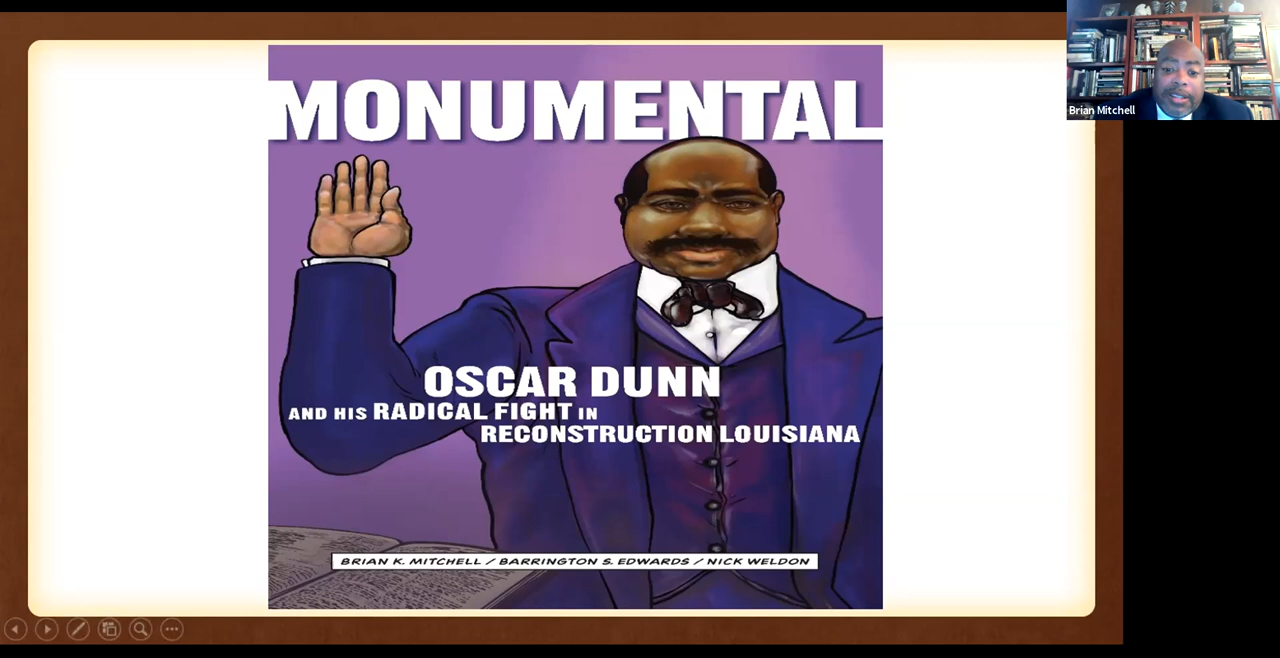 MONUMENTAL
OSCAR DUNN
AND HIS RADICAL FIGHT IN
RECONSTRUCTION LOUISIANA
BRIAN K. MITCHELL / BARRINGTON S. EDWARDS / NICK WELDON
Brian Mitchell